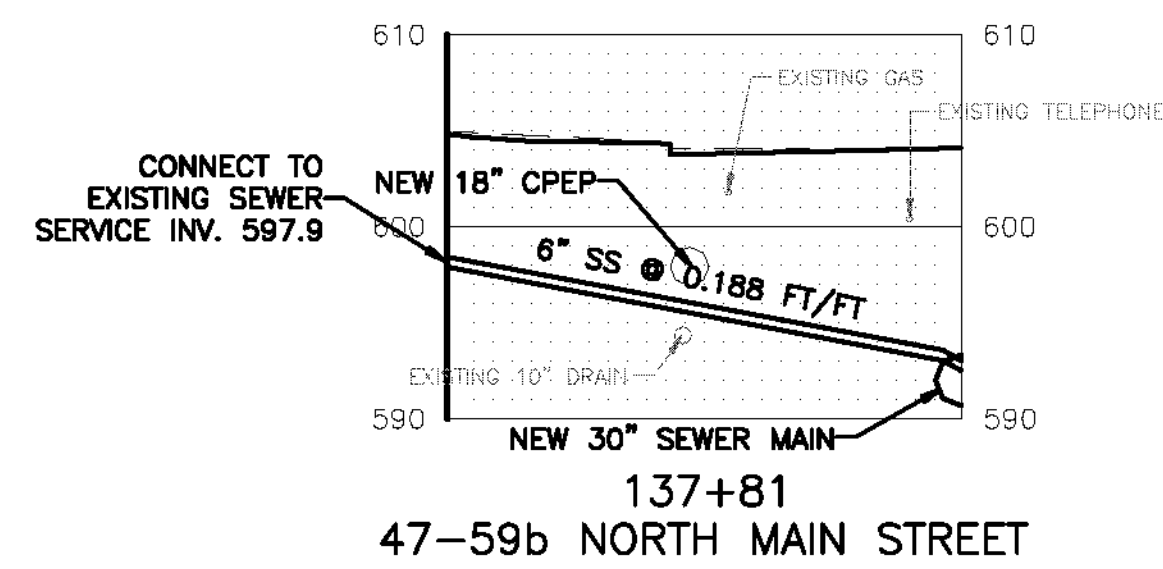 610
610
EXISTING GAS
EXISTING TELEPHONE
CONNECT TO
EXISTING SEWER
SERVICE INV. 597.9
NEW 18" CPEP
600
600
6" SS @ 0.188 FT/FT
EXISTING 10" DRAIN
590
590
NEW 30" SEWER MAIN
137+81
47-59b NORTH MAIN STREET